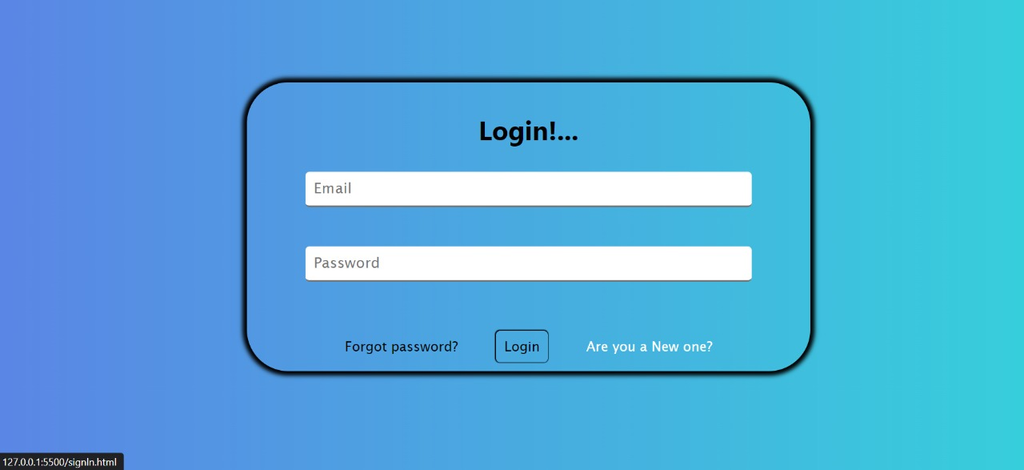 Login!...
Email
Password
Forgot password? Login Are you a New one?
127.0.0.1:5500/signIn.html